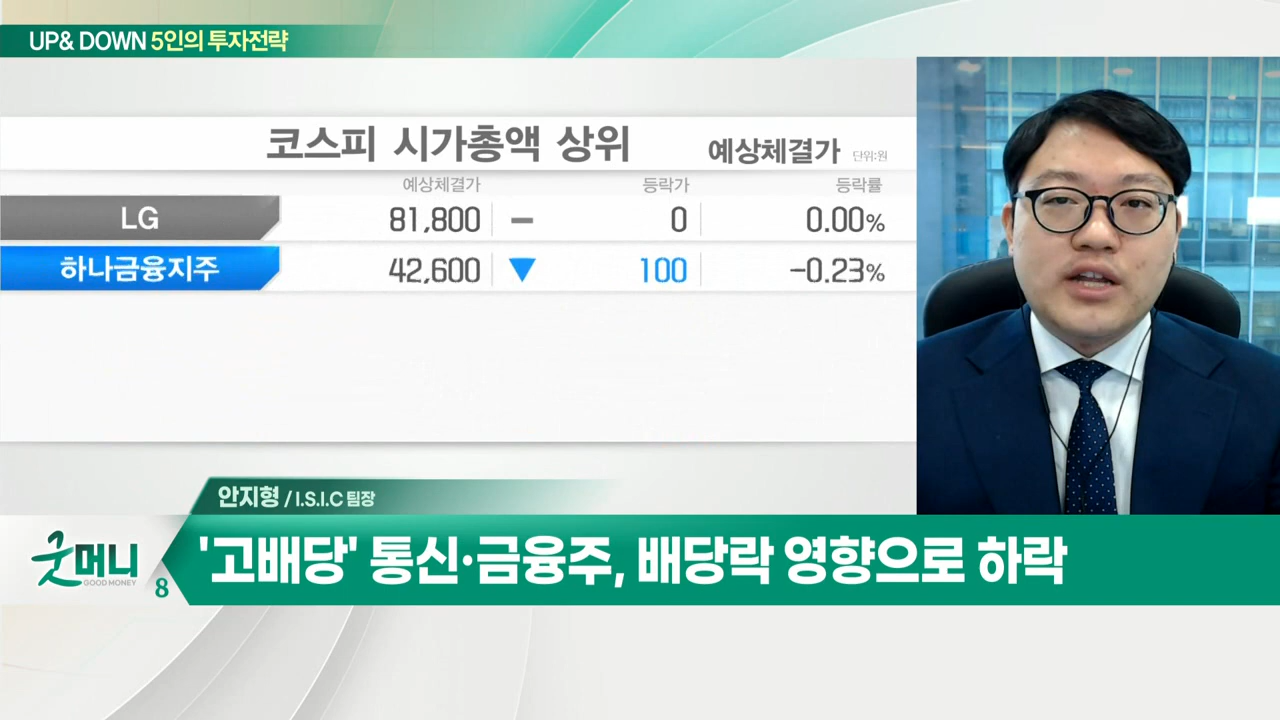 UP& DOWN 5인의 투자전략
코스피 시가총액 상위 예상체결가 단위:원
예상체결가 등락가 등락률
LG 81,800 0 0.00%
하나금융지주 42,600 ▼ 100 -0.23%
안지형 / I.S.I.C 팀장
굿머니 GOOD MONEY 8
'고배당' 통신·금융주, 배당락 영향으로 하락